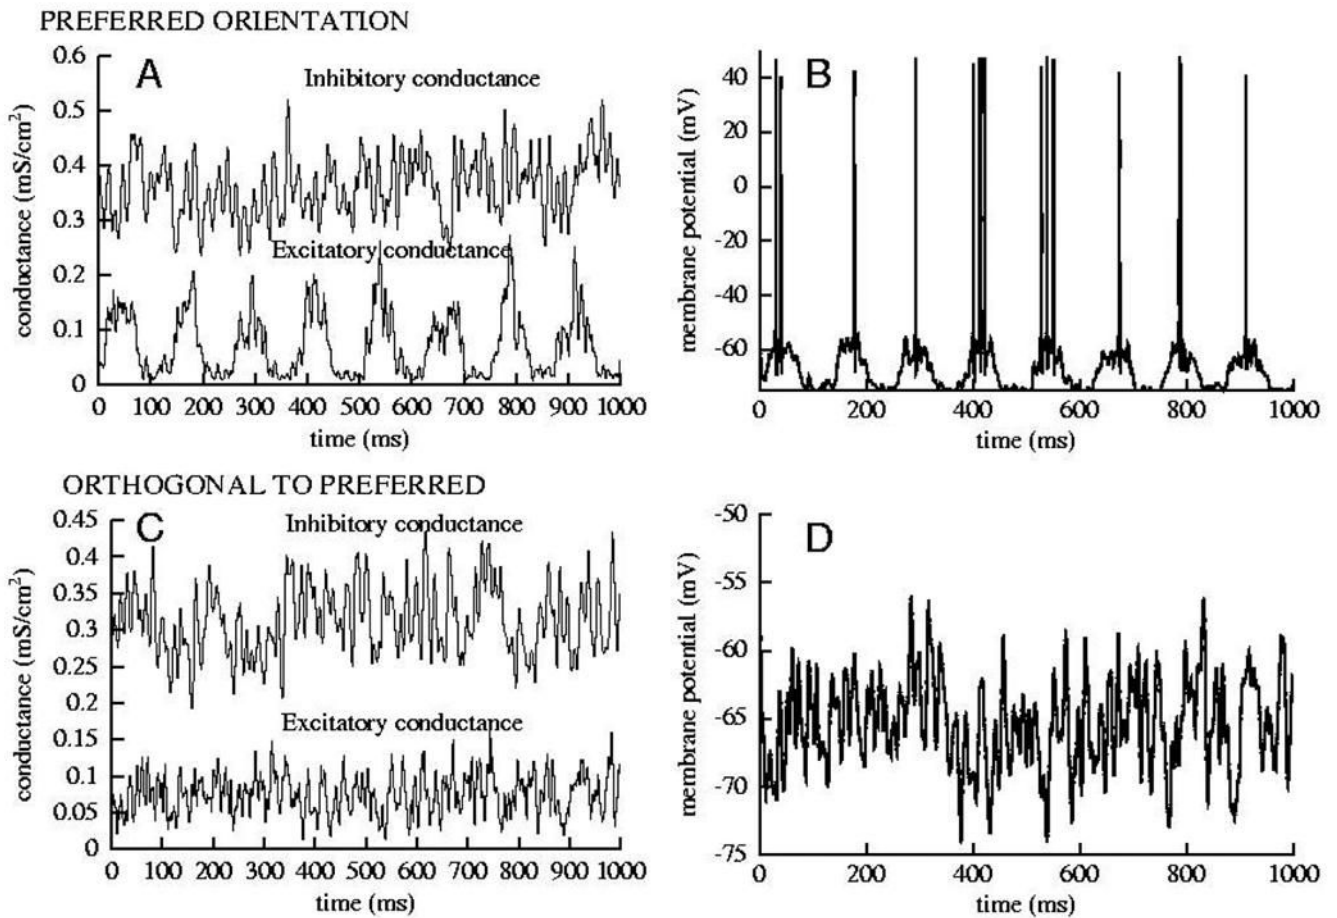 PREFERRED ORIENTATION
A
Inhibitory conductance
Excitatory conductance
conductance (mS/cm²)
0.6
0.5
0.4
0.3
0.2
0.1
0
0 100 200 300 400 500 600 700 800 900 1000
time (ms)
B
membrane potential (mV)
40
20
0
-20
-40
-60
0 200 400 600 800 1000
time (ms)
ORTHOGONAL TO PREFERRED
C
Inhibitory conductance
Excitatory conductance
conductance (mS/cm²)
0.45
0.4
0.35
0.3
0.25
0.2
0.15
0.1
0.05
0
0 100 200 300 400 500 600 700 800 900 1000
time (ms)
D
membrane potential (mV)
-50
-55
-60
-65
-70
-75
0 200 400 600 800 1000
time (ms)